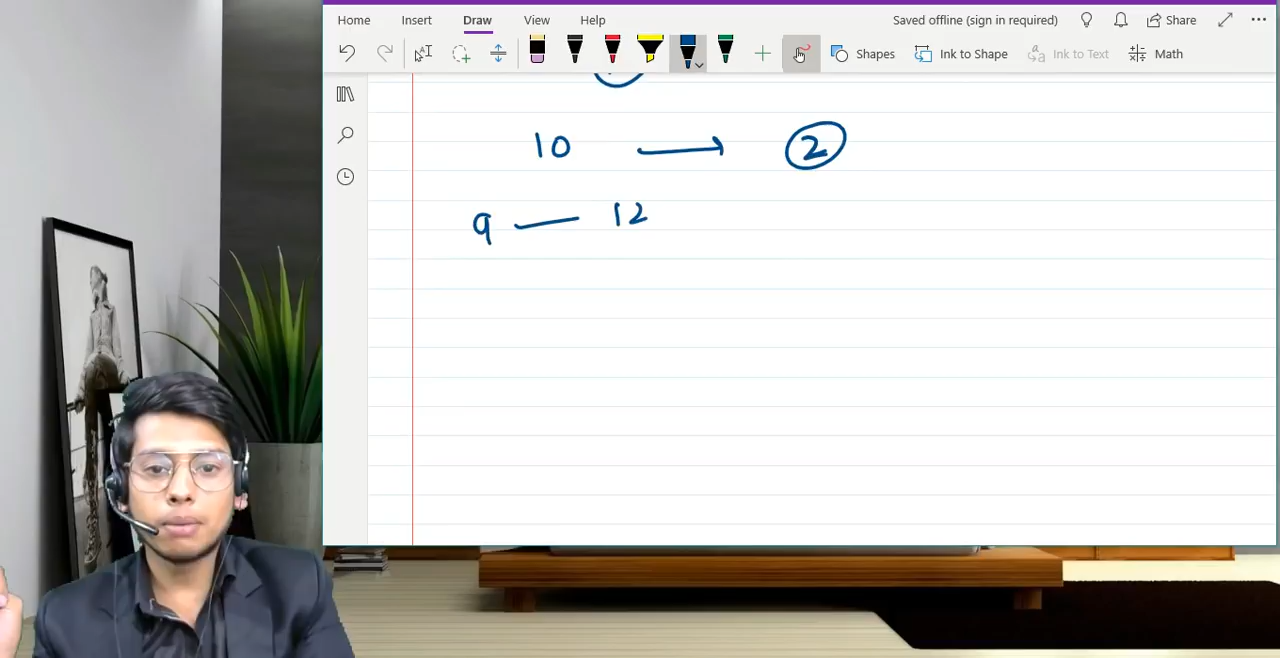 Home Insert Draw View Help Saved offline (sign in required) Share
Shapes Ink to Shape Ink to Text Math
10 → 2
9 — 12